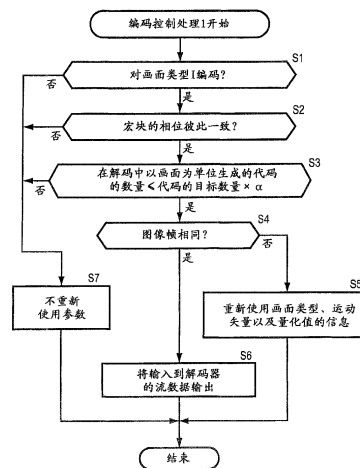 编码控制处理1开始
S1
对画面类型I编码？
否
是
S2
宏块的相位彼此一致？
否
是
S3
在解码中以画面为单位生成的代码
的数量≤代码的目标数量×α
否
是
S4
图像帧相同？
否
是
S7
不重新
使用参数
S5
重新使用画面类型、运动
矢量以及量化值的信息
S6
将输入到解码器
的流数据输出
结束